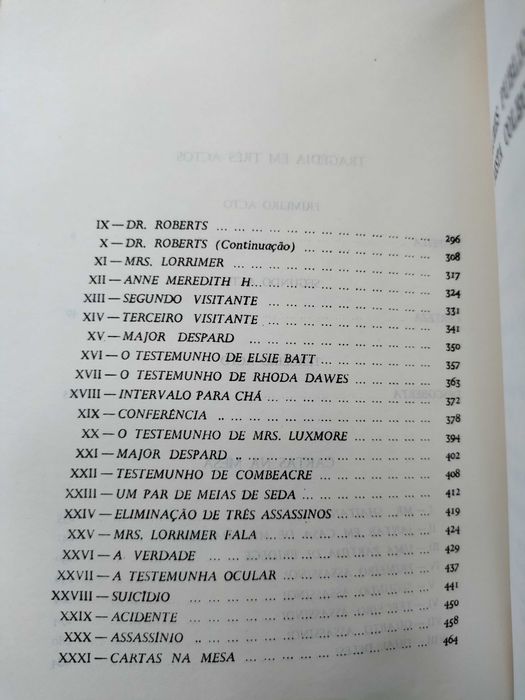 IX — DR. ROBERTS ... 296
X — DR. ROBERTS (Continuação) ... 308
XI — MRS. LORRIMER ... 317
XII — ANNE MEREDITH H... ... 324
XIII — SEGUNDO VISITANTE ... 331
XIV — TERCEIRO VISITANTE ... 341
XV — MAJOR DESPARD ... 350
XVI — O TESTEMUNHO DE ELSIE BATT ... 357
XVII — O TESTEMUNHO DE RHODA DAWES ... 363
XVIII — INTERVALO PARA CHÁ ... 372
XIX — CONFERÊNCIA ... 378
XX — O TESTEMUNHO DE MRS. LUXMORE ... 394
XXI — MAJOR DESPARD ... 402
XXII — TESTEMUNHO DE COMBEACRE ... 408
XXIII — UM PAR DE MEIAS DE SEDA ... 412
XXIV — ELIMINAÇÃO DE TRÊS ASSASSINOS ... 419
XXV — MRS. LORRIMER FALA ... 424
XXVI — A VERDADE ... 429
XXVII — A TESTEMUNHA OCULAR ... 437
XXVIII — SUICÍDIO ... 441
XXIX — ACIDENTE ... 450
XXX — ASSASSÍNIO ... 458
XXXI — CARTAS NA MESA ... 464